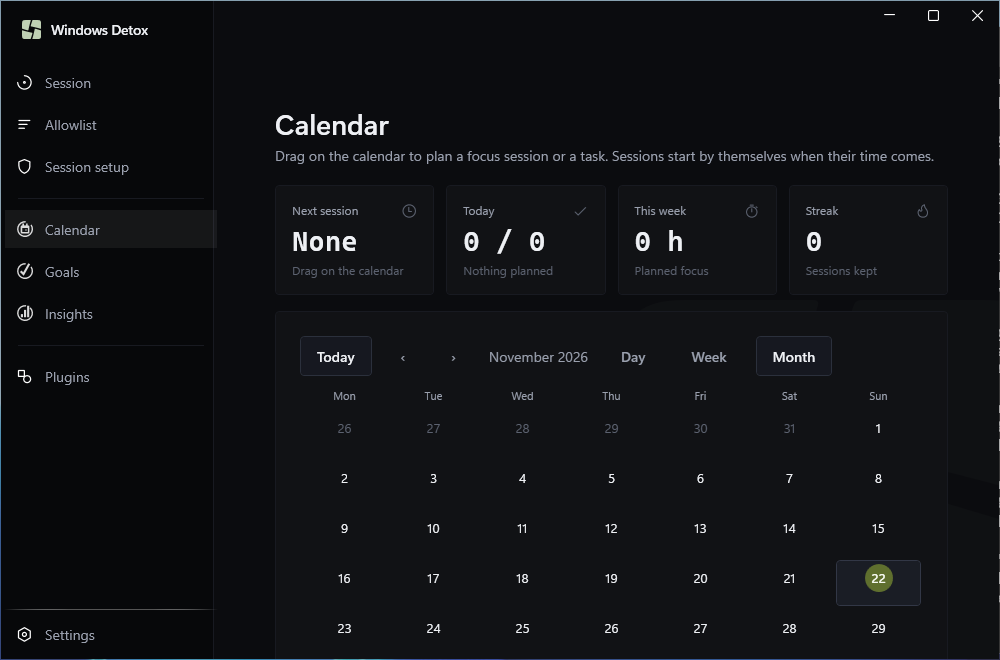 Windows Detox
Session
Allowlist
Session setup
Calendar
Goals
Insights
Plugins
Settings
Calendar
Drag on the calendar to plan a focus session or a task. Sessions start by themselves when their time comes.
Next session
None
Drag on the calendar
Today
0 / 0
Nothing planned
This week
0 h
Planned focus
Streak
0
Sessions kept
Today ‹ › November 2026 Day Week Month
Mon Tue Wed Thu Fri Sat Sun
26 27 28 29 30 31 1
2 3 4 5 6 7 8
9 10 11 12 13 14 15
16 17 18 19 20 21 22
23 24 25 26 27 28 29